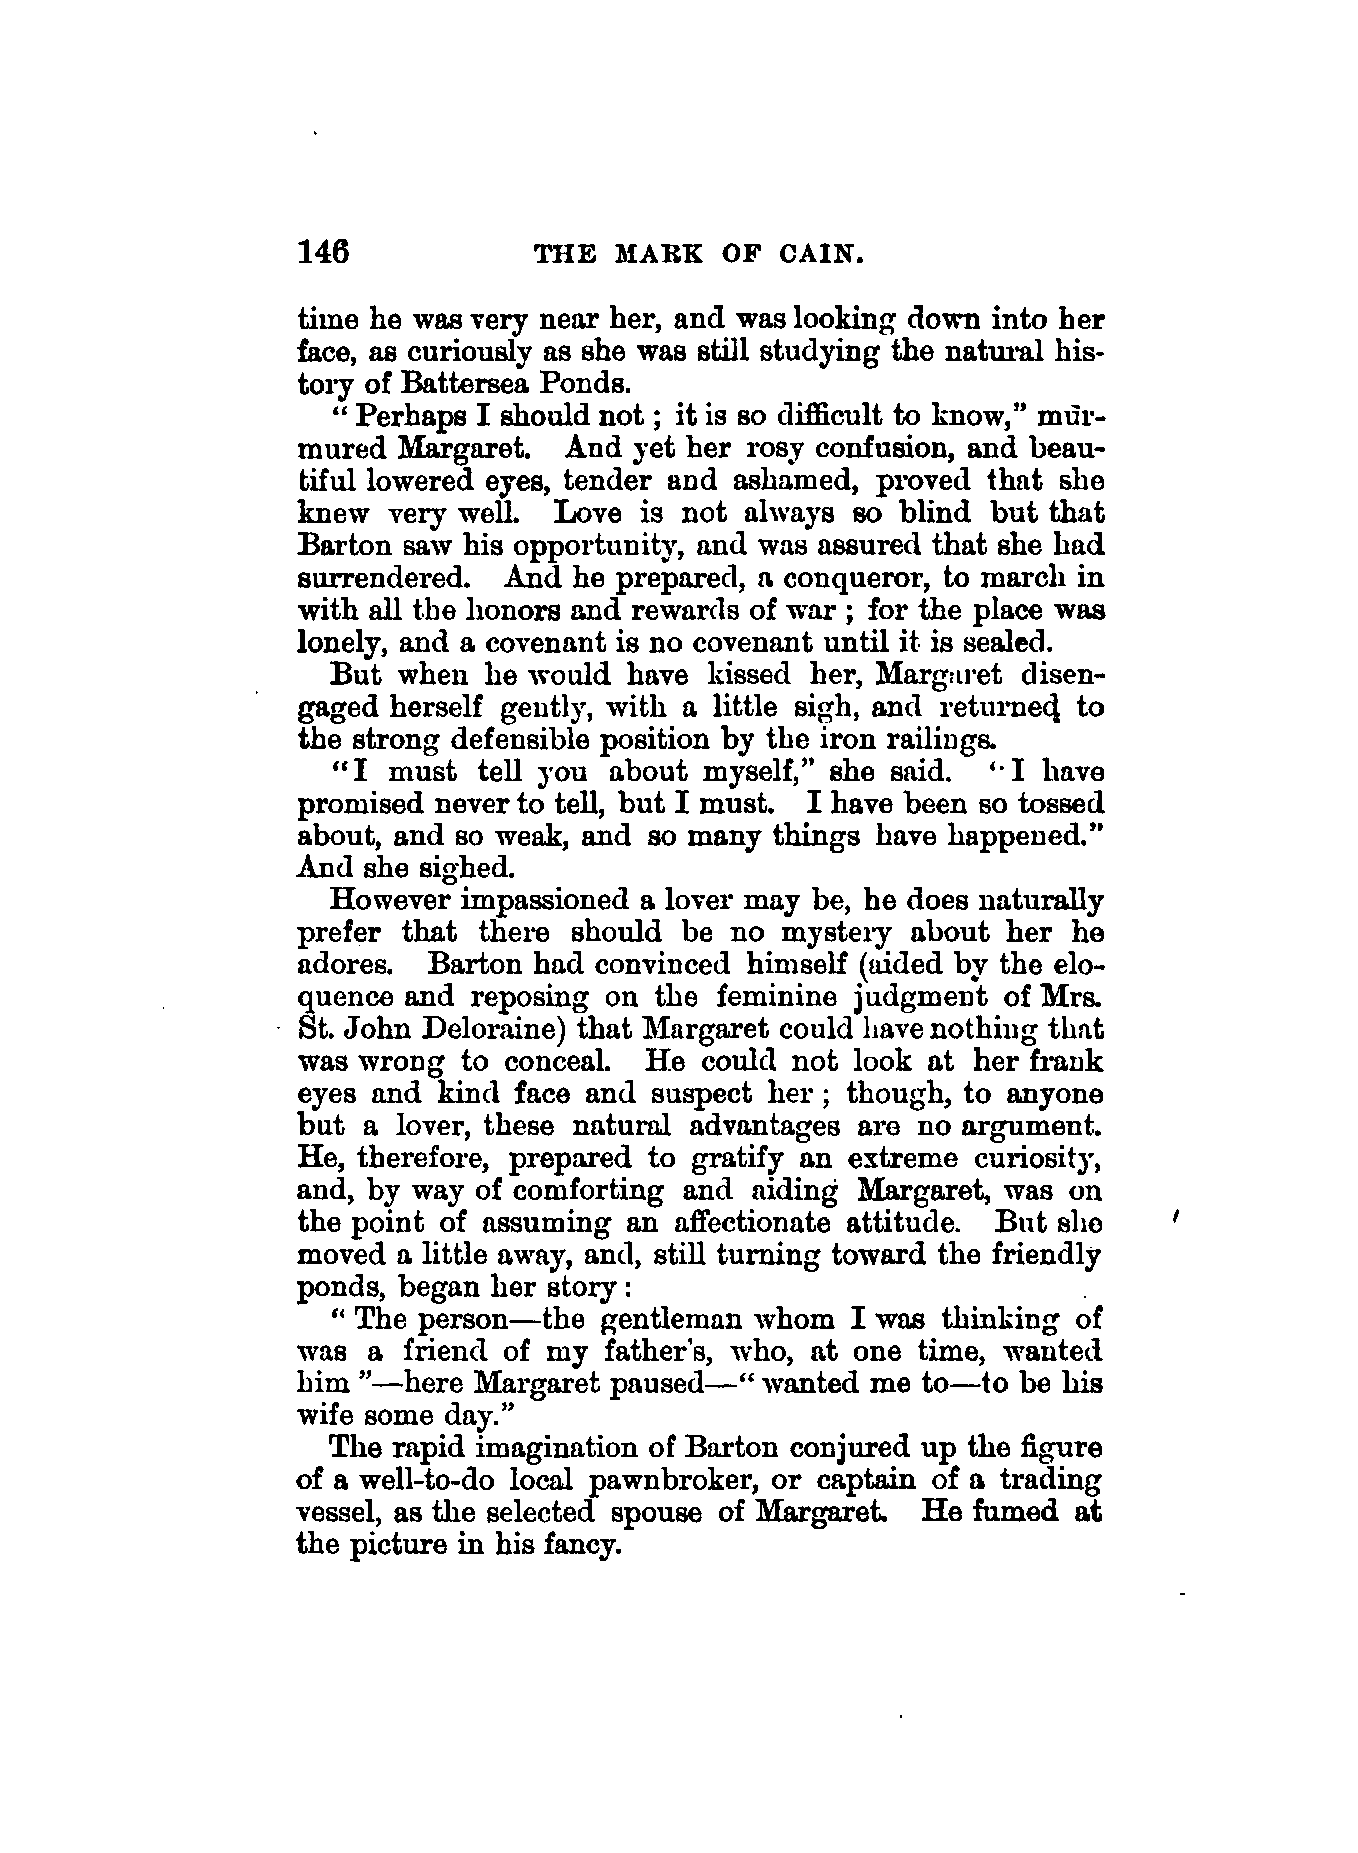 146 THE MARK OF CAIN.
time he was very near her, and was looking down into her
face, as curiously as she was still studying the natural his-
tory of Battersea Ponds.
“Perhaps I should not; it is so difficult to know,” mur-
mured Margaret. And yet her rosy confusion, and beau-
tiful lowered eyes, tender and ashamed, proved that she
knew very well. Love is not always so blind but that
Barton saw his opportunity, and was assured that she had
surrendered. And he prepared, a conqueror, to march in
with all the honors and rewards of war; for the place was
lonely, and a covenant is no covenant until it is sealed.
But when he would have kissed her, Margaret disen-
gaged herself gently, with a little sigh, and returned to
the strong defensible position by the iron railings.
“I must tell you about myself,” she said. “I have
promised never to tell, but I must. I have been so tossed
about, and so weak, and so many things have happened.”
And she sighed.
However impassioned a lover may be, he does naturally
prefer that there should be no mystery about her he
adores. Barton had convinced himself (aided by the elo-
quence and reposing on the feminine judgment of Mrs.
St. John Deloraine) that Margaret could have nothing that
was wrong to conceal. He could not look at her frank
eyes and kind face and suspect her; though, to anyone
but a lover, these natural advantages are no argument.
He, therefore, prepared to gratify an extreme curiosity,
and, by way of comforting and aiding Margaret, was on
the point of assuming an affectionate attitude. But she
moved a little away, and, still turning toward the friendly
ponds, began her story:
“The person—the gentleman whom I was thinking of
was a friend of my father's, who, at one time, wanted
him”—here Margaret paused—“wanted me to—to be his
wife some day.”
The rapid imagination of Barton conjured up the figure
of a well-to-do local pawnbroker, or captain of a trading
vessel, as the selected spouse of Margaret. He fumed at
the picture in his fancy.